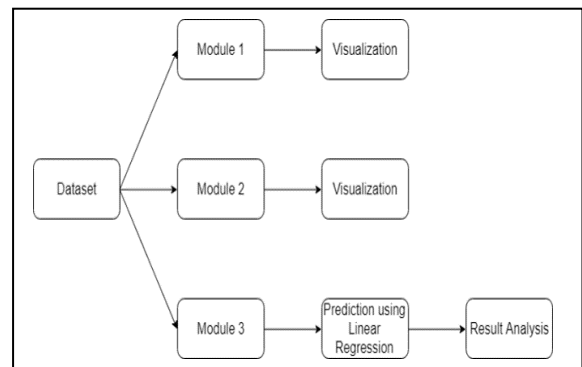 Module 1
Visualization
Dataset
Module 2
Visualization
Module 3
Prediction using
Linear
Regression
Result Analysis